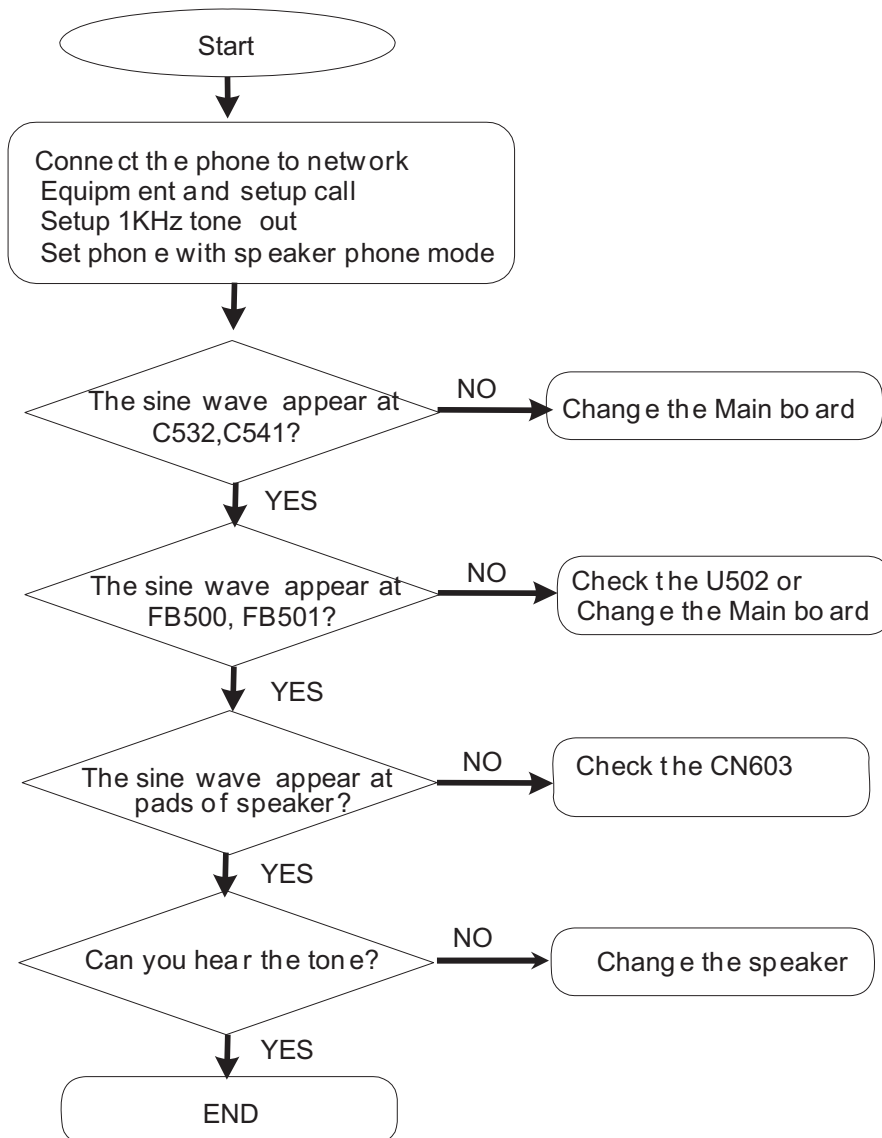 Start
Connect the phone to network
Equipment and setup call
Setup 1KHz tone out
Set phone with speaker phone mode
The sine wave appear at
C532,C541?
NO
Change the Main board
YES
The sine wave appear at
FB500, FB501?
NO
Check the U502 or
Change the Main board
YES
The sine wave appear at
pads of speaker?
NO
Check the CN603
YES
Can you hear the tone?
NO
Change the speaker
YES
END